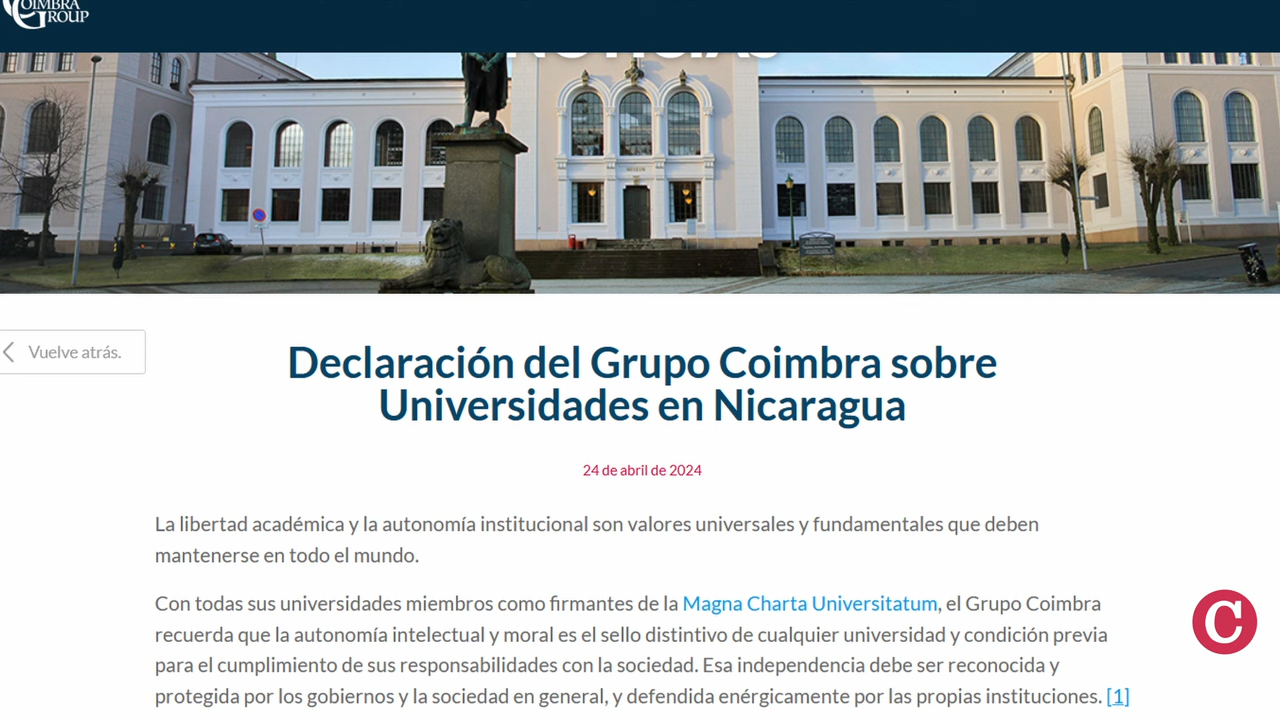 COIMBRA
GROUP
NOTICIAS
Vuelve atrás.
Declaración del Grupo Coimbra sobre
Universidades en Nicaragua
24 de abril de 2024
La libertad académica y la autonomía institucional son valores universales y fundamentales que deben
mantenerse en todo el mundo.
Con todas sus universidades miembros como firmantes de la Magna Charta Universitatum, el Grupo Coimbra
recuerda que la autonomía intelectual y moral es el sello distintivo de cualquier universidad y condición previa
para el cumplimiento de sus responsabilidades con la sociedad. Esa independencia debe ser reconocida y
protegida por los gobiernos y la sociedad en general, y defendida enérgicamente por las propias instituciones. [1]
C